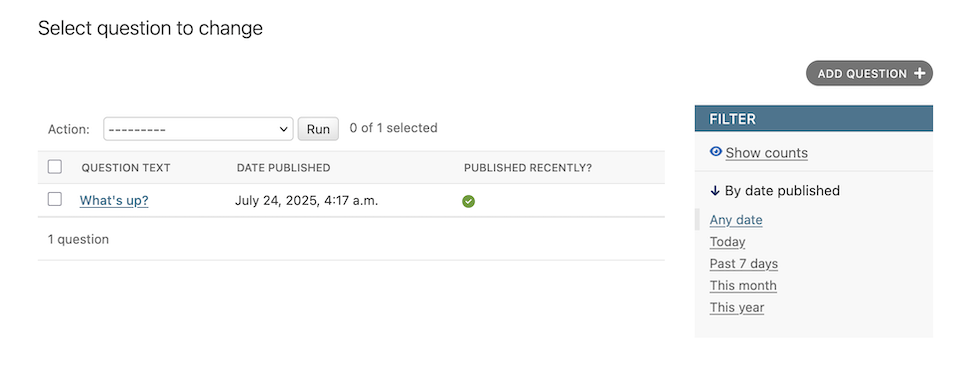 Select question to change
ADD QUESTION +
Action: --------- Run 0 of 1 selected
QUESTION TEXT DATE PUBLISHED PUBLISHED RECENTLY?
What's up? July 24, 2025, 4:17 a.m.
1 question
FILTER
Show counts
↓ By date published
Any date
Today
Past 7 days
This month
This year